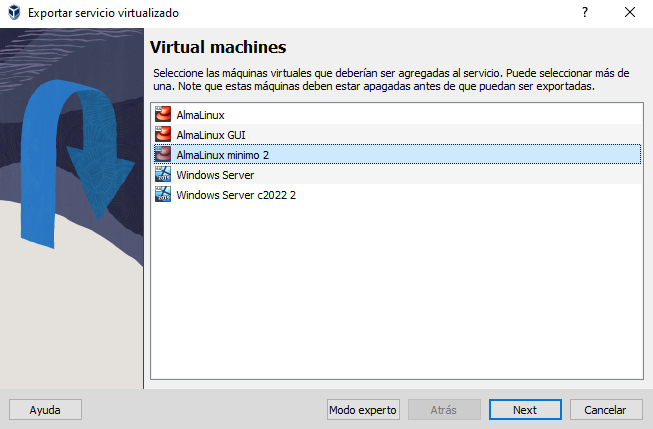 Exportar servicio virtualizado
?
Virtual machines
Seleccione las máquinas virtuales que deberían ser agregadas al servicio. Puede seleccionar más de
una. Note que estas máquinas deben estar apagadas antes de que puedan ser exportadas.
AlmaLinux
AlmaLinux GUI
AlmaLinux minimo 2
Windows Server
Windows Server c2022 2
Ayuda
Modo experto
Atrás
Next
Cancelar